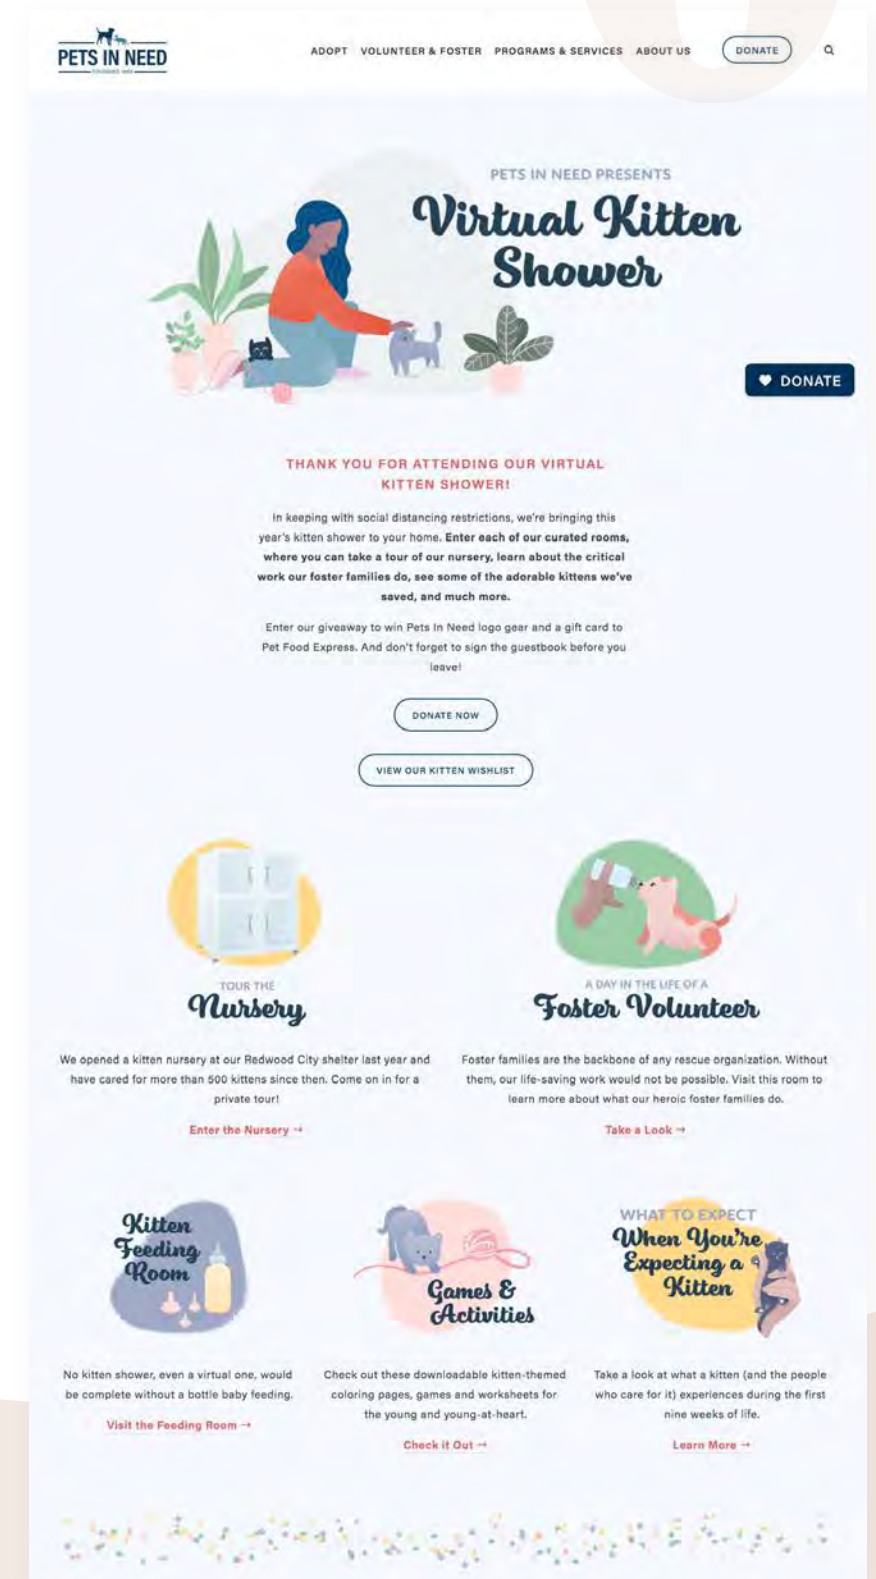 PETS IN NEED
ADOPT VOLUNTEER & FOSTER PROGRAMS & SERVICES ABOUT US DONATE
PETS IN NEED PRESENTS
Virtual Kitten
Shower
DONATE
THANK YOU FOR ATTENDING OUR VIRTUAL
KITTEN SHOWER!
In keeping with social distancing restrictions, we're bringing this
year's kitten shower to your home. Enter each of our curated rooms,
where you can take a tour of our nursery, learn about the critical
work our foster families do, see some of the adorable kittens we've
saved, and much more.
Enter our giveaway to win Pets In Need logo gear and a gift card to
Pet Food Express. And don't forget to sign the guestbook before you
leave!
DONATE NOW
VIEW OUR KITTEN WISHLIST
TOUR THE
Nursery
We opened a kitten nursery at our Redwood City shelter last year and
have cared for more than 500 kittens since then. Come on in for a
private tour!
Enter the Nursery →
A DAY IN THE LIFE OF A
Foster Volunteer
Foster families are the backbone of any rescue organization. Without
them, our life-saving work would not be possible. Visit this room to
learn more about what our heroic foster families do.
Take a Look →
Kitten
Feeding
Room
No kitten shower, even a virtual one, would
be complete without a bottle baby feeding.
Visit the Feeding Room →
Games &
Activities
Check out these downloadable kitten-themed
coloring pages, games and worksheets for
the young and young-at-heart.
Check it Out →
WHAT TO EXPECT
When You're
Expecting a
Kitten
Take a look at what a kitten (and the people
who care for it) experiences during the first
nine weeks of life.
Learn More →